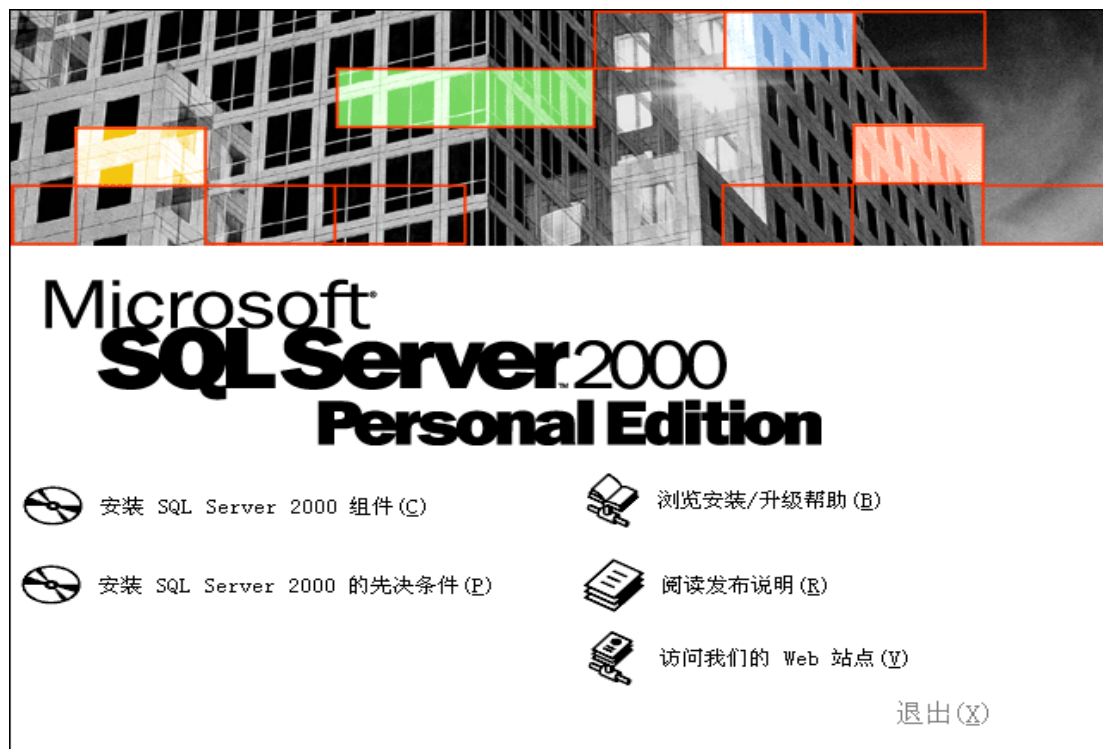 Microsoft®
SQL Server™ 2000
Personal Edition
安装 SQL Server 2000 组件(C)
安装 SQL Server 2000 的先决条件(P)
浏览安装/升级帮助(B)
阅读发布说明(R)
访问我们的 Web 站点(V)
退出(X)